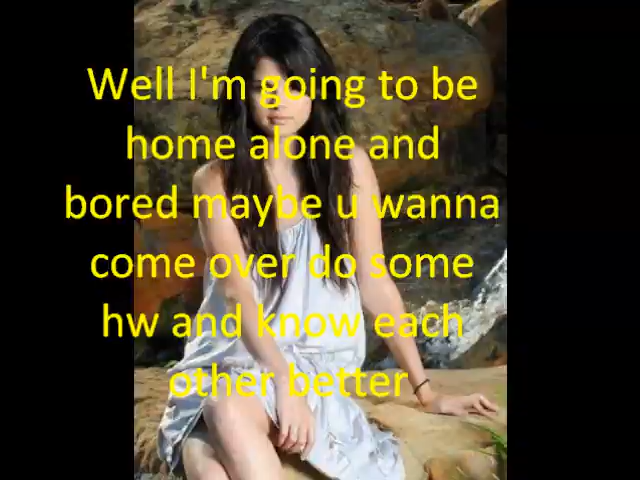 Well I'm going to be
home alone and
bored maybe u wanna
come over do some
hw and know each
other better